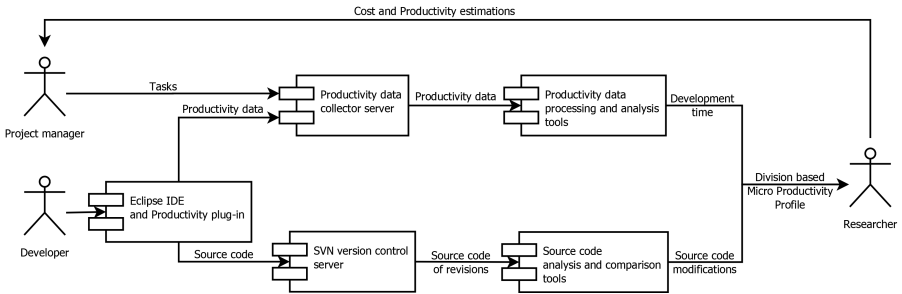 Cost and Productivity estimations
Project manager
Tasks
Productivity data
Productivity data
collector server
Productivity data
Productivity data
processing and analysis
tools
Development
time
Developer
Eclipse IDE
and Productivity plug-in
Division based
Micro Productivity
Profile
Researcher
Source code
SVN version control
server
Source code
of revisions
Source code
analysis and comparison
tools
Source code
modifications